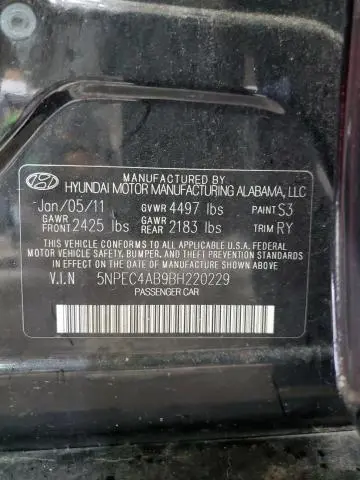 MANUFACTURED BY
HYUNDAI MOTOR MANUFACTURING ALABAMA, LLC
Jan/05/11 GVWR 4497 lbs PAINT S3
GAWR FRONT 2425 lbs GAWR REAR 2183 lbs TRIM RY
THIS VEHICLE CONFORMS TO ALL APPLICABLE U.S. FEDERAL
MOTOR VEHICLE SAFETY, BUMPER, AND THEFT PREVENTION
STANDARDS IN EFFECT ON THE DATE OF MANUFACTURE SHOWN ABOVE.
V.I.N 5NPEC4AB9BH220229
PASSENGER CAR